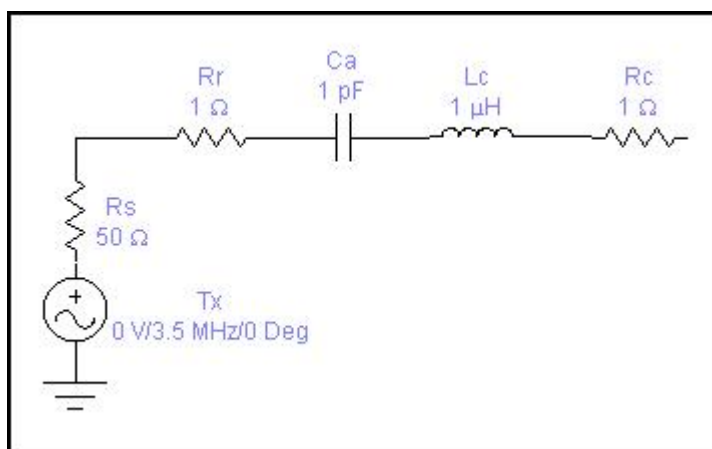 Rr
1 Ω
Ca
1 pF
Lc
1 µH
Rc
1 Ω
Rs
50 Ω
+
Tx
0 V/3.5 MHz/0 Deg